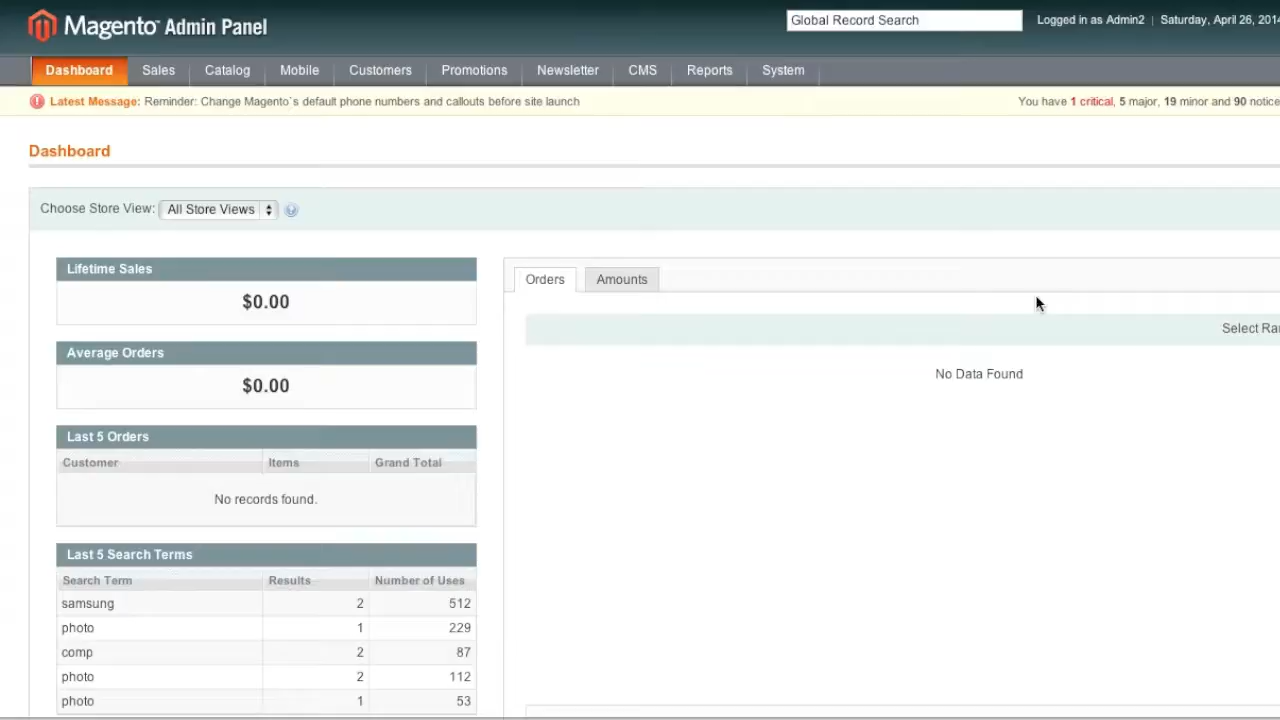 Magento™ Admin Panel
Global Record Search
Logged in as Admin2 | Saturday, April 26, 2014
Dashboard Sales Catalog Mobile Customers Promotions Newsletter CMS Reports System
Latest Message: Reminder: Change Magento`s default phone numbers and callouts before site launch
You have 1 critical, 5 major, 19 minor and 90 notice
Dashboard
Choose Store View: All Store Views
Lifetime Sales
$0.00
Average Orders
$0.00
Last 5 Orders
Customer Items Grand Total
No records found.
Last 5 Search Terms
Search Term Results Number of Uses
samsung 2 512
photo 1 229
comp 2 87
photo 2 112
photo 1 53
Orders Amounts
Select Ra
No Data Found